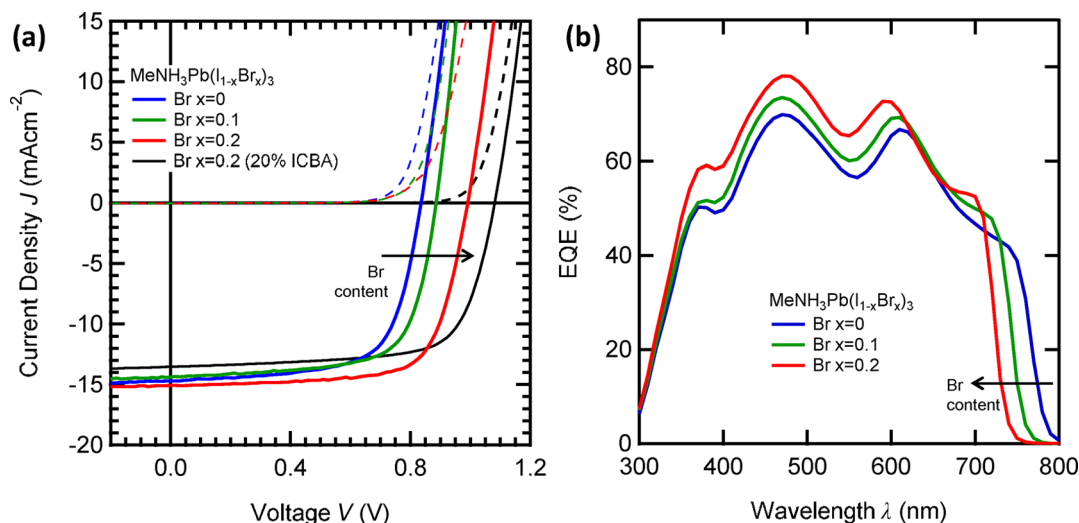 (a)
Current Density J (mAcm⁻²)
15
10
5
0
-5
-10
-15
-20
MeNH₃Pb(I₁₋ₓBrₓ)₃
Br x=0
Br x=0.1
Br x=0.2
Br x=0.2 (20% ICBA)
Br
content
0.0
0.4
0.8
1.2
Voltage V (V)
(b)
EQE (%)
80
60
40
20
0
MeNH₃Pb(I₁₋ₓBrₓ)₃
Br x=0
Br x=0.1
Br x=0.2
Br
content
300
400
500
600
700
800
Wavelength λ (nm)